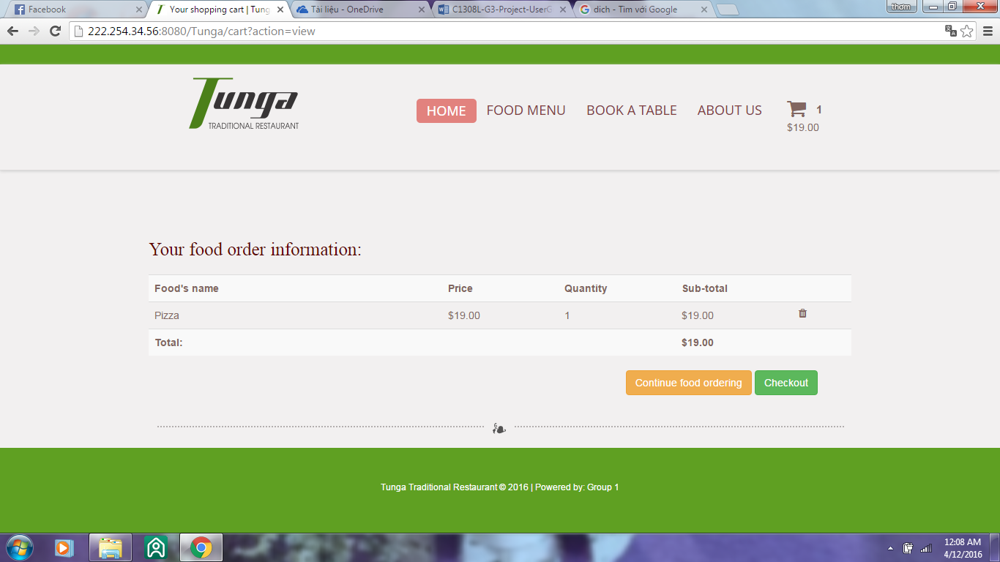 Facebook
Your shopping cart | Tung
Tài liệu - OneDrive
C1308L-G3-Project-UserG
dich - Tìm với Google
thom
222.254.34.56:8080/Tunga/cart?action=view
Tunga
TRADITIONAL RESTAURANT
HOME
FOOD MENU
BOOK A TABLE
ABOUT US
1
$19.00
Your food order information:
Food's name Price Quantity Sub-total
Pizza $19.00 1 $19.00
Total: $19.00
Continue food ordering
Checkout
Tunga Traditional Restaurant © 2016 | Powered by: Group 1
12:08 AM
4/12/2016